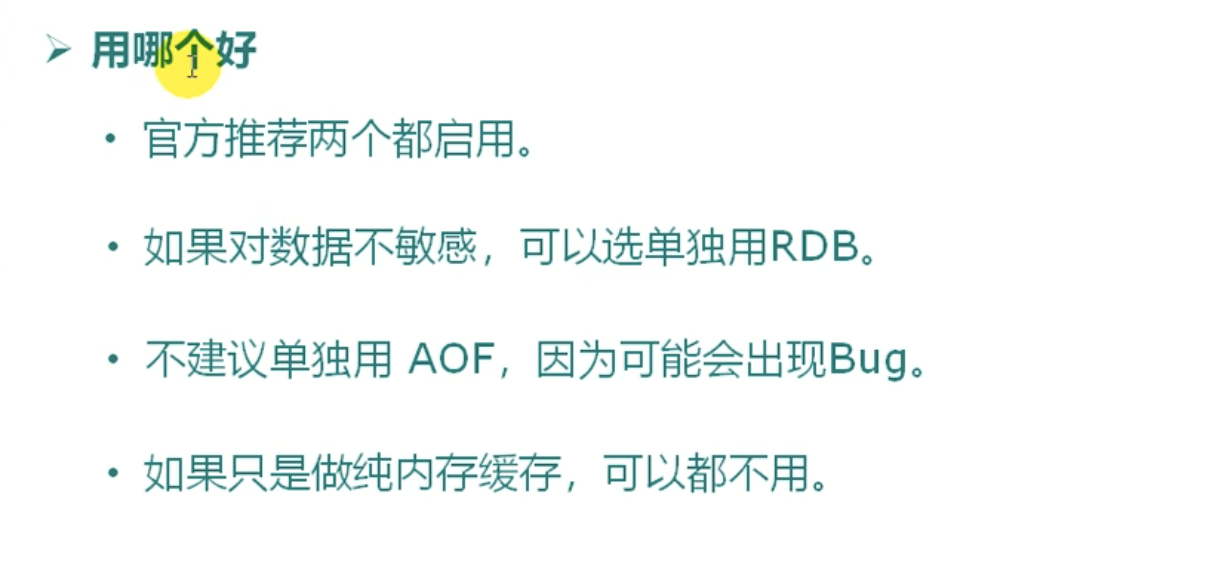 ➢ 用哪个好
• 官方推荐两个都启用。
• 如果对数据不敏感，可以选单独用RDB。
• 不建议单独用 AOF，因为可能会出现Bug。
• 如果只是做纯内存缓存，可以都不用。